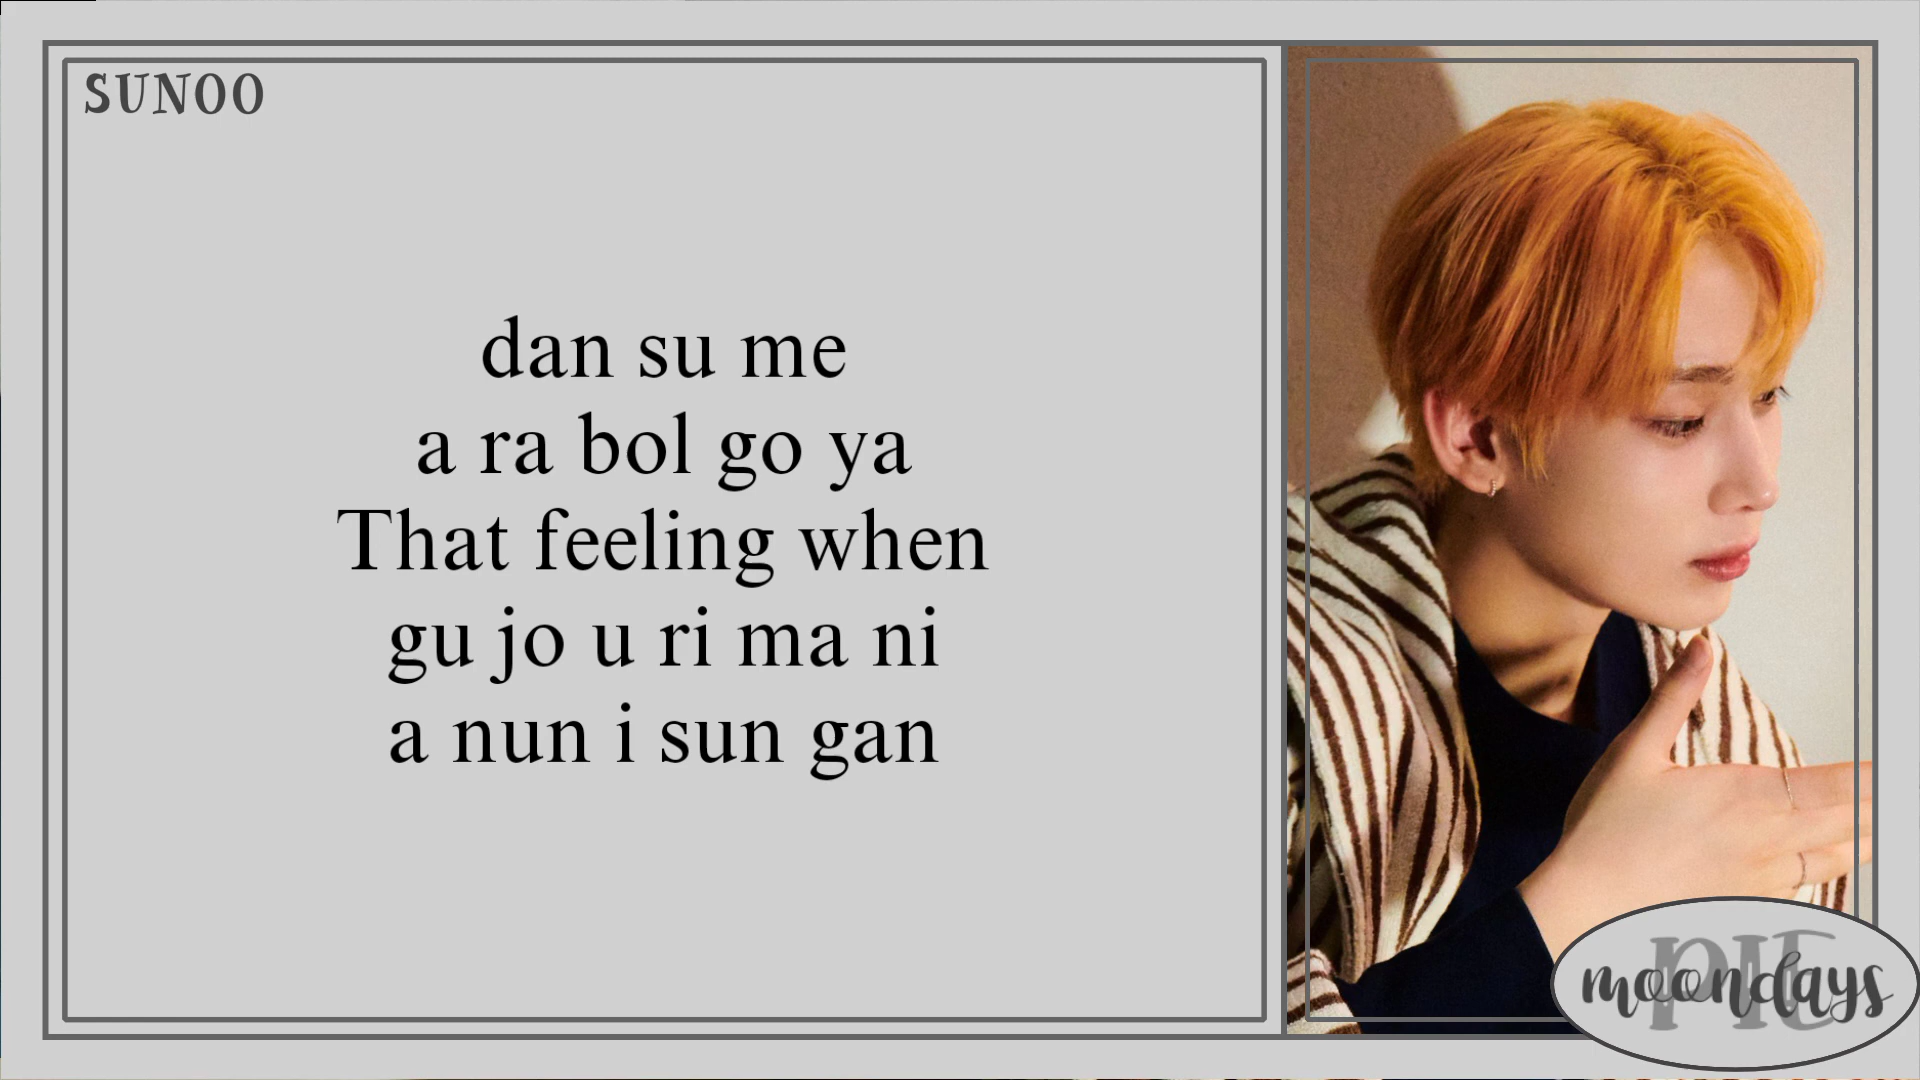 SUNOO
dan su me
a ra bol go ya
That feeling when
gu jo u ri ma ni
a nun i sun gan
moondays